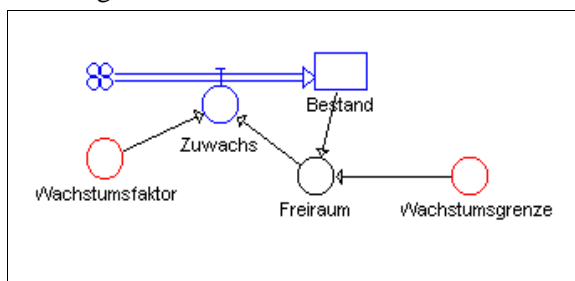 Bestand
Zuwachs
Wachstumsfaktor
Freiraum
Wachstumsgrenze